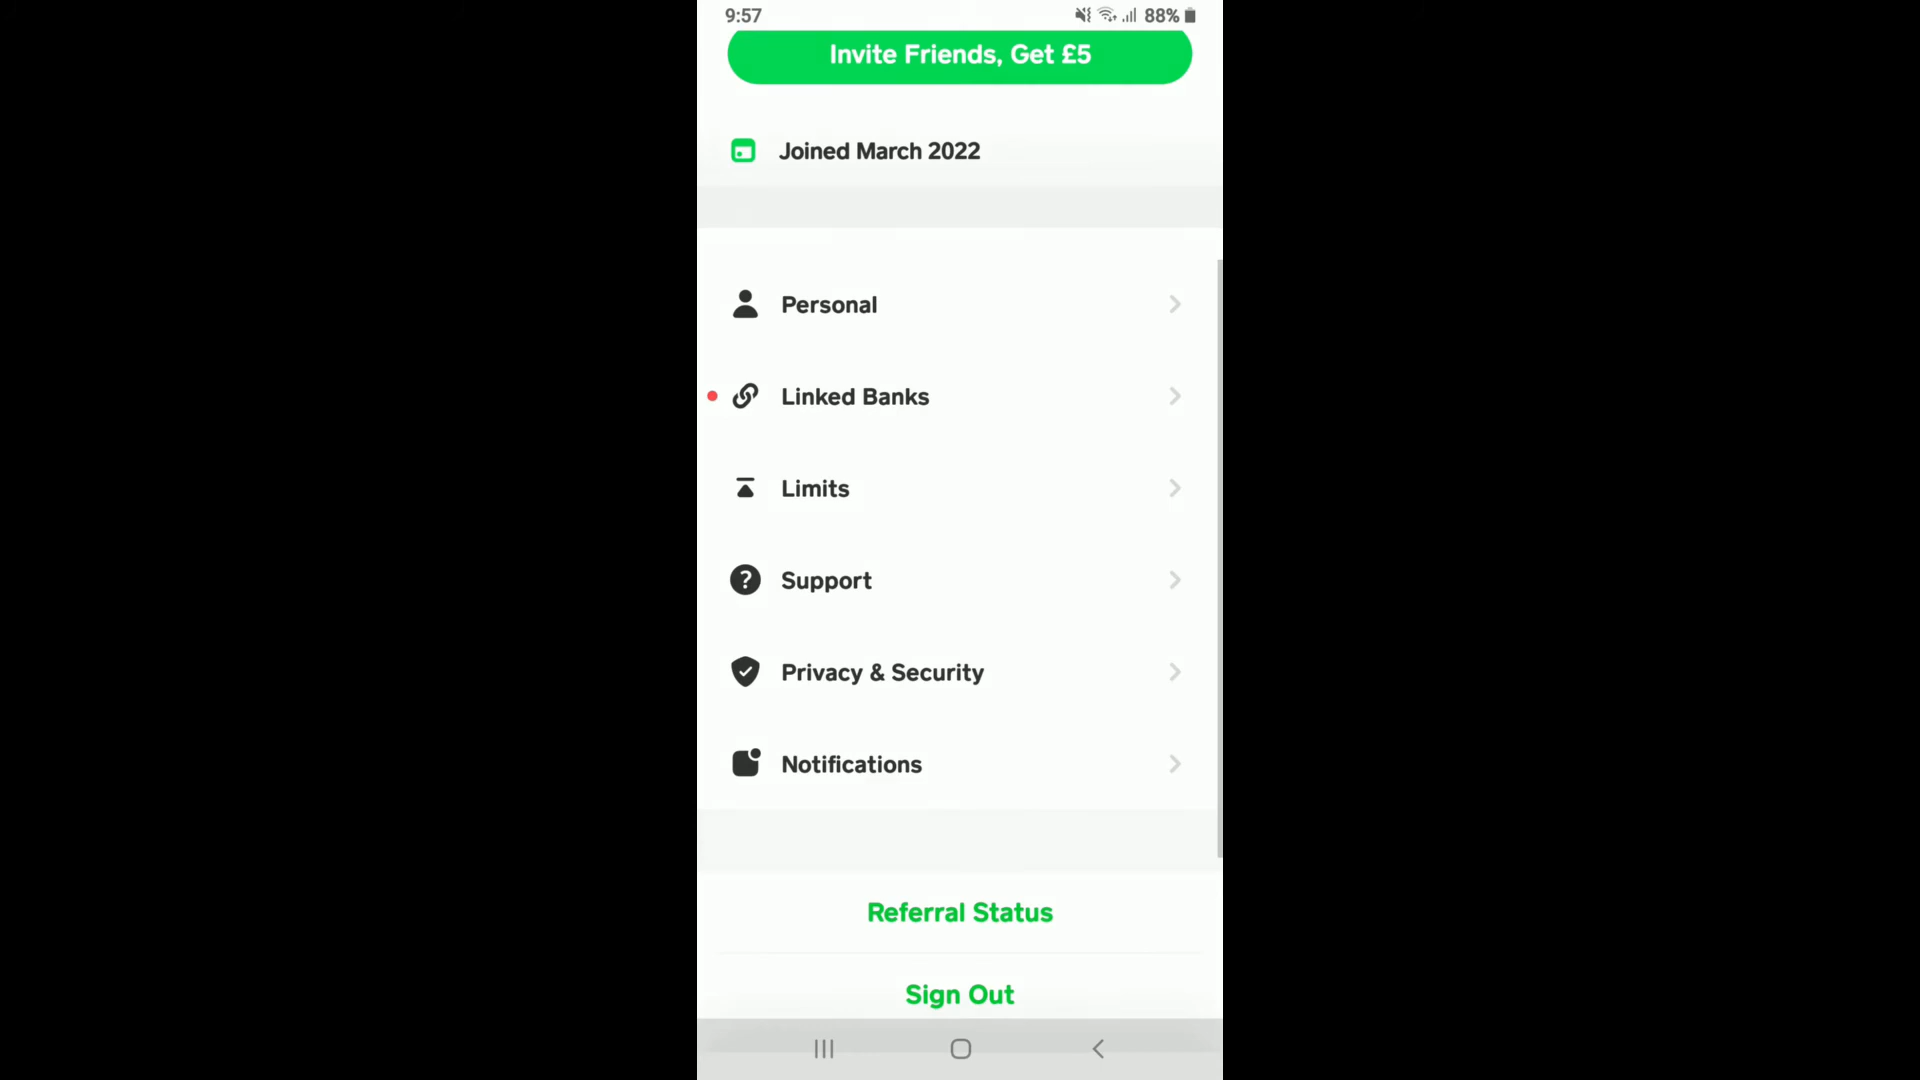 9:57
88%
Invite Friends, Get £5
Joined March 2022
Personal
Linked Banks
Limits
Support
Privacy & Security
Notifications
Referral Status
Sign Out